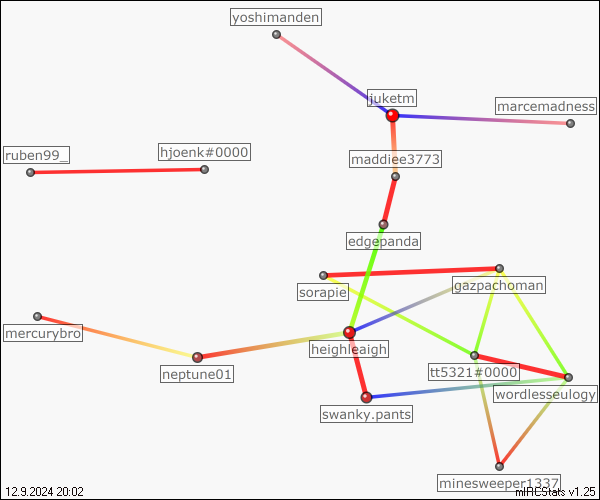 yoshimanden
juketm
marcemadness
ruben99_
hjoenk#0000
maddiee3773
edgepanda
gazpachoman
sorapie
mercurybro
heighleaigh
neptune01
tt5321#0000
wordlesseulogy
swanky.pants
minesweeper1337
12.9.2024 20:02
mIRCStats v1.25